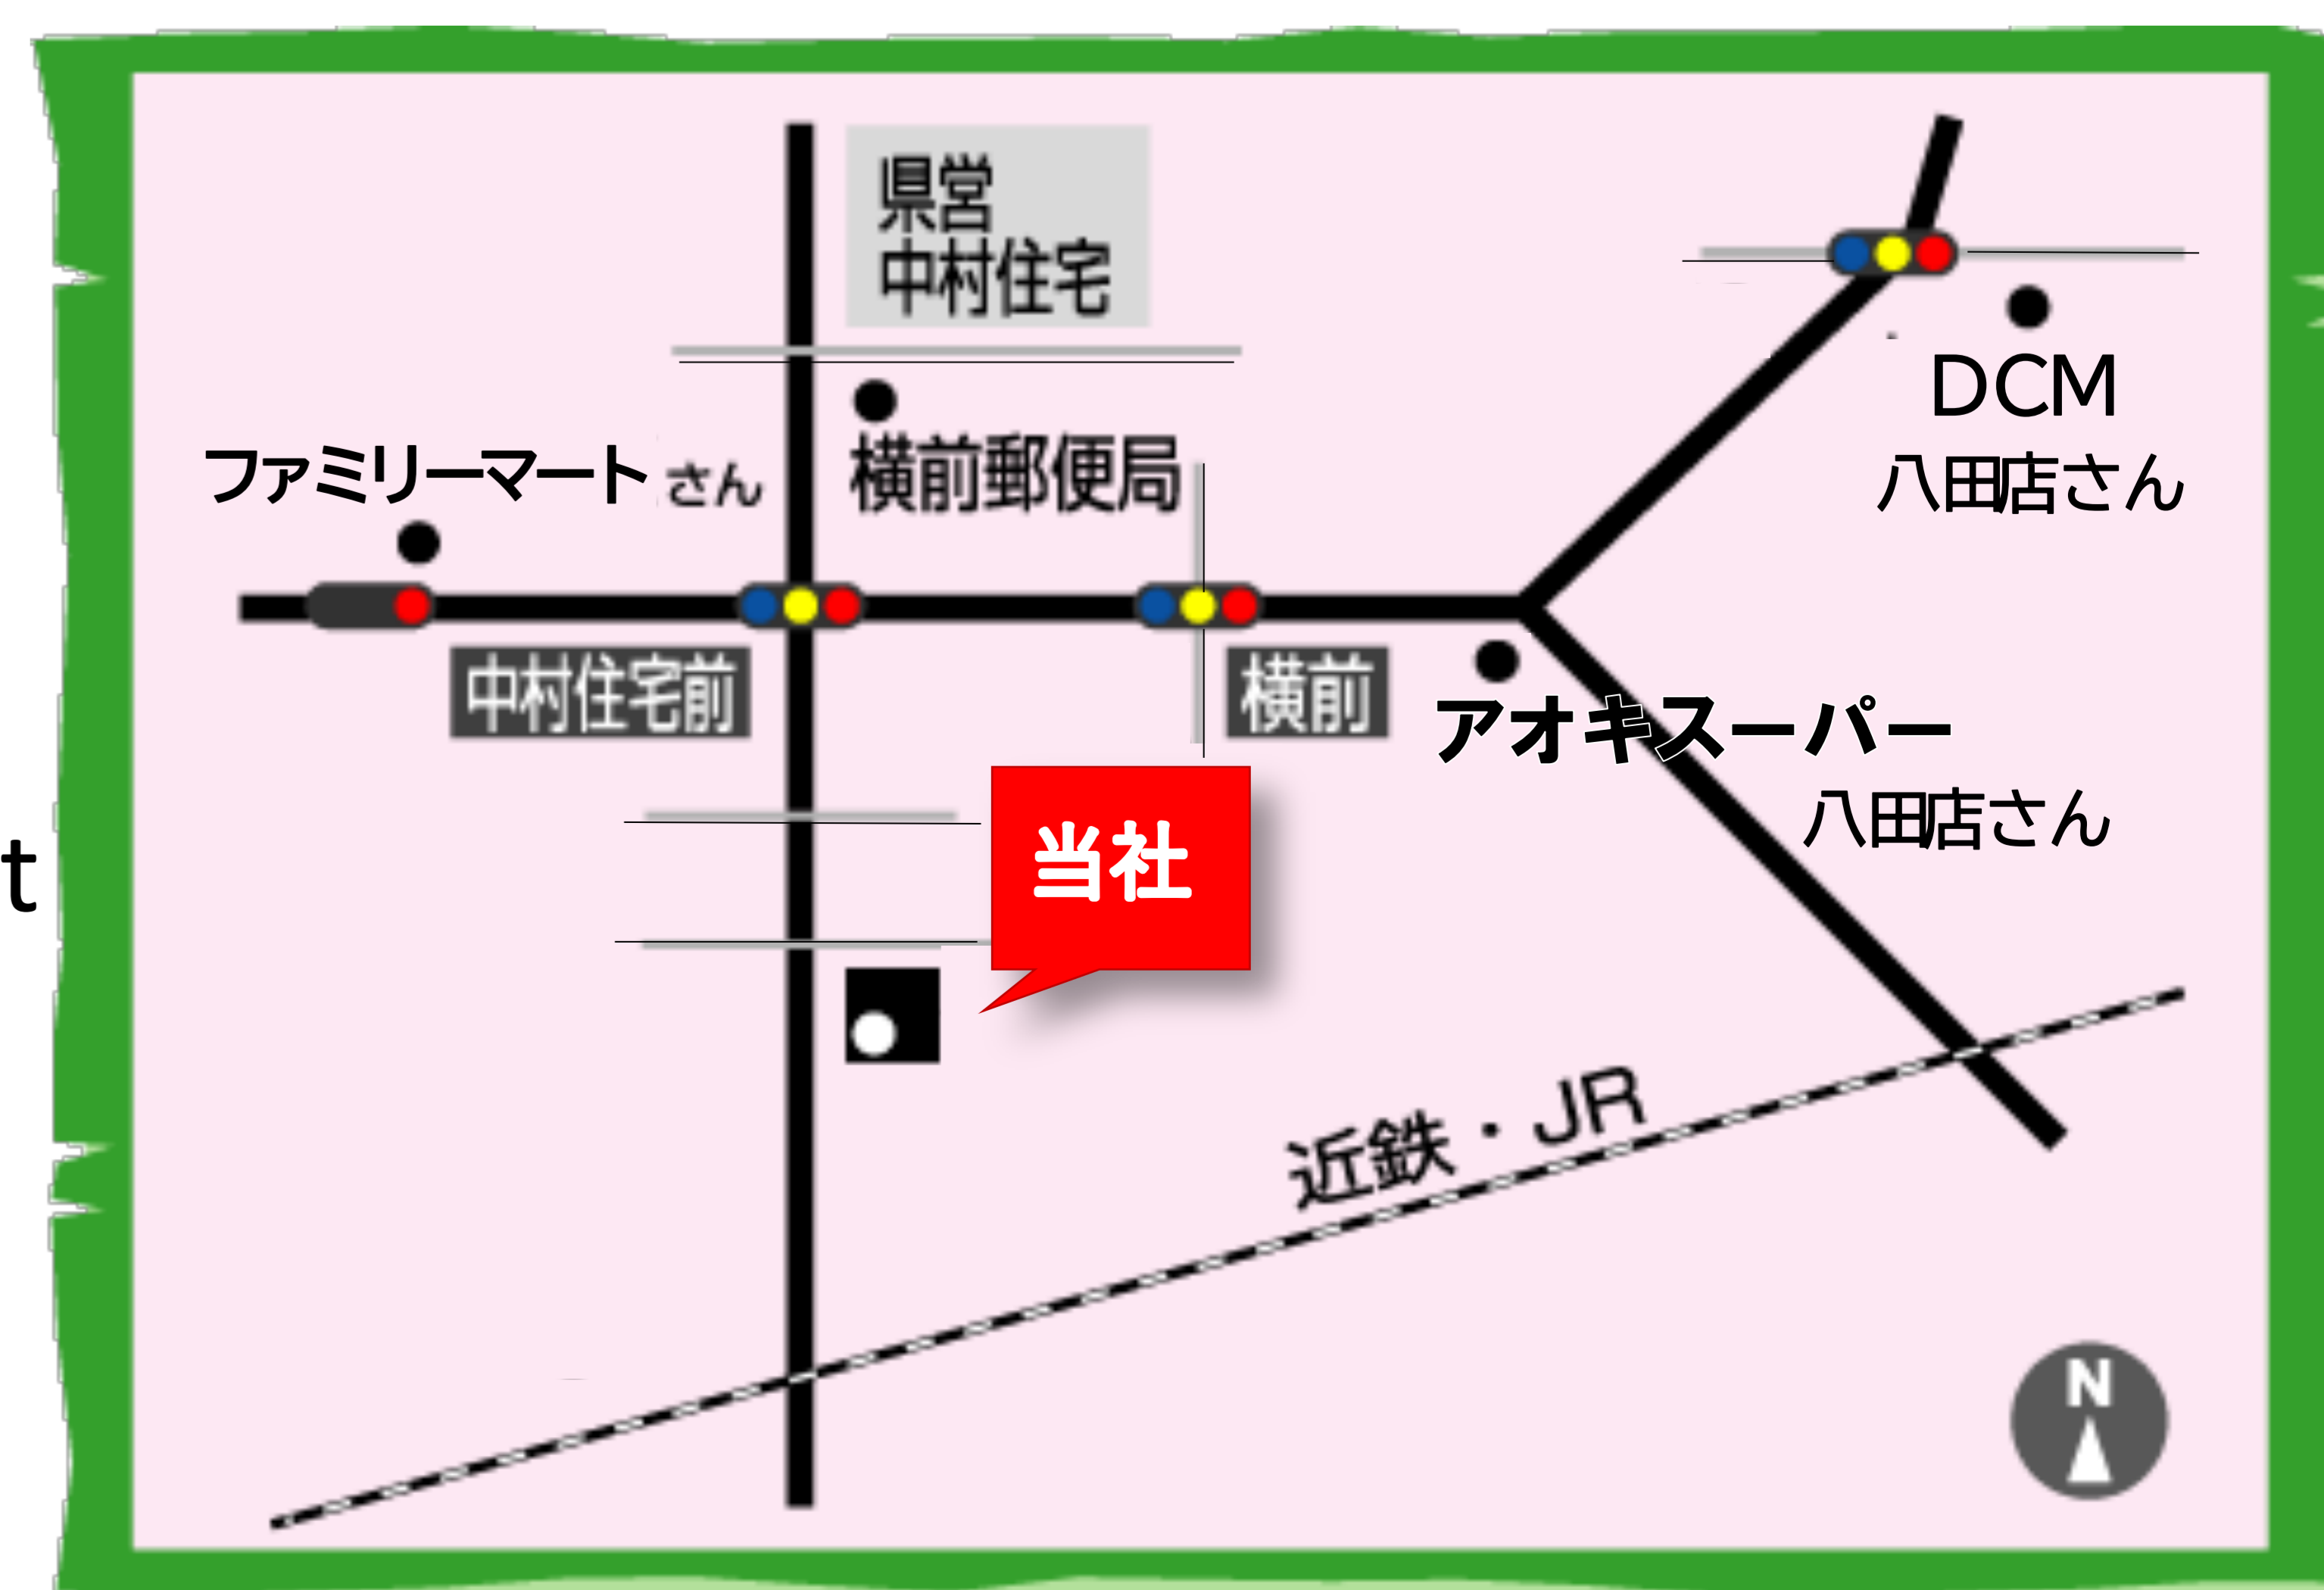 県営
中村住宅
DCM
八田店さん
ファミリーマートさん
横前郵便局
中村住宅前
横前
アオキスーパー
八田店さん
当社
t
近鉄・JR
N